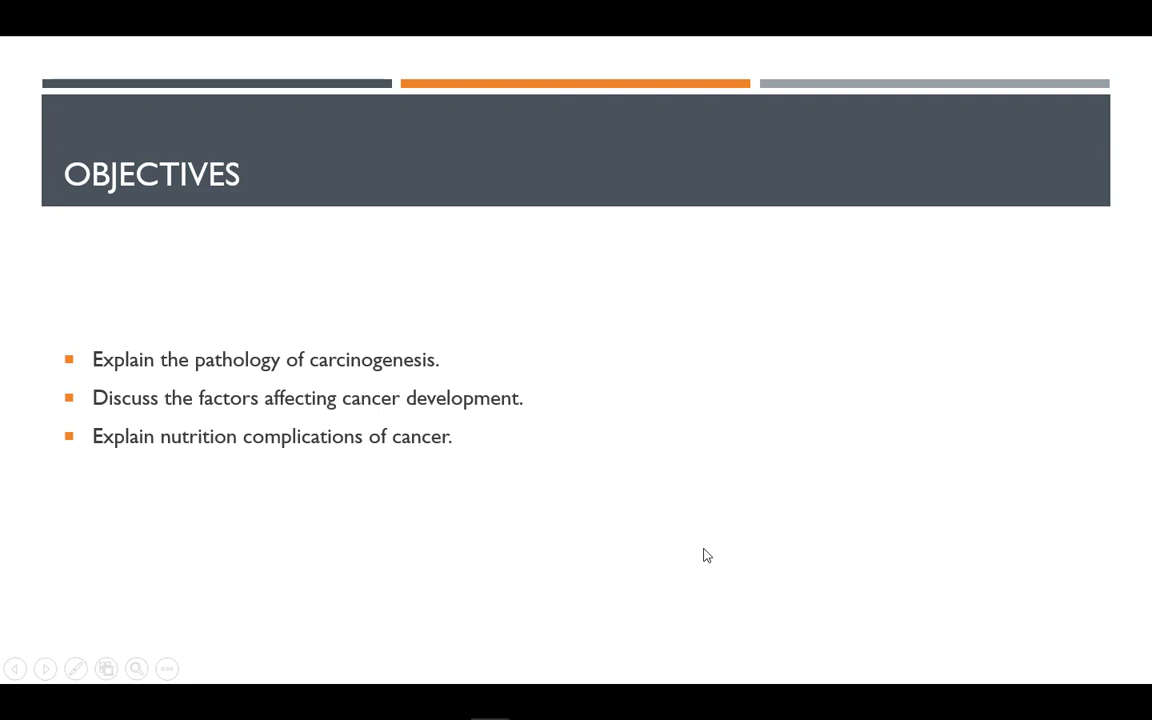 OBJECTIVES
Explain the pathology of carcinogenesis.
Discuss the factors affecting cancer development.
Explain nutrition complications of cancer.